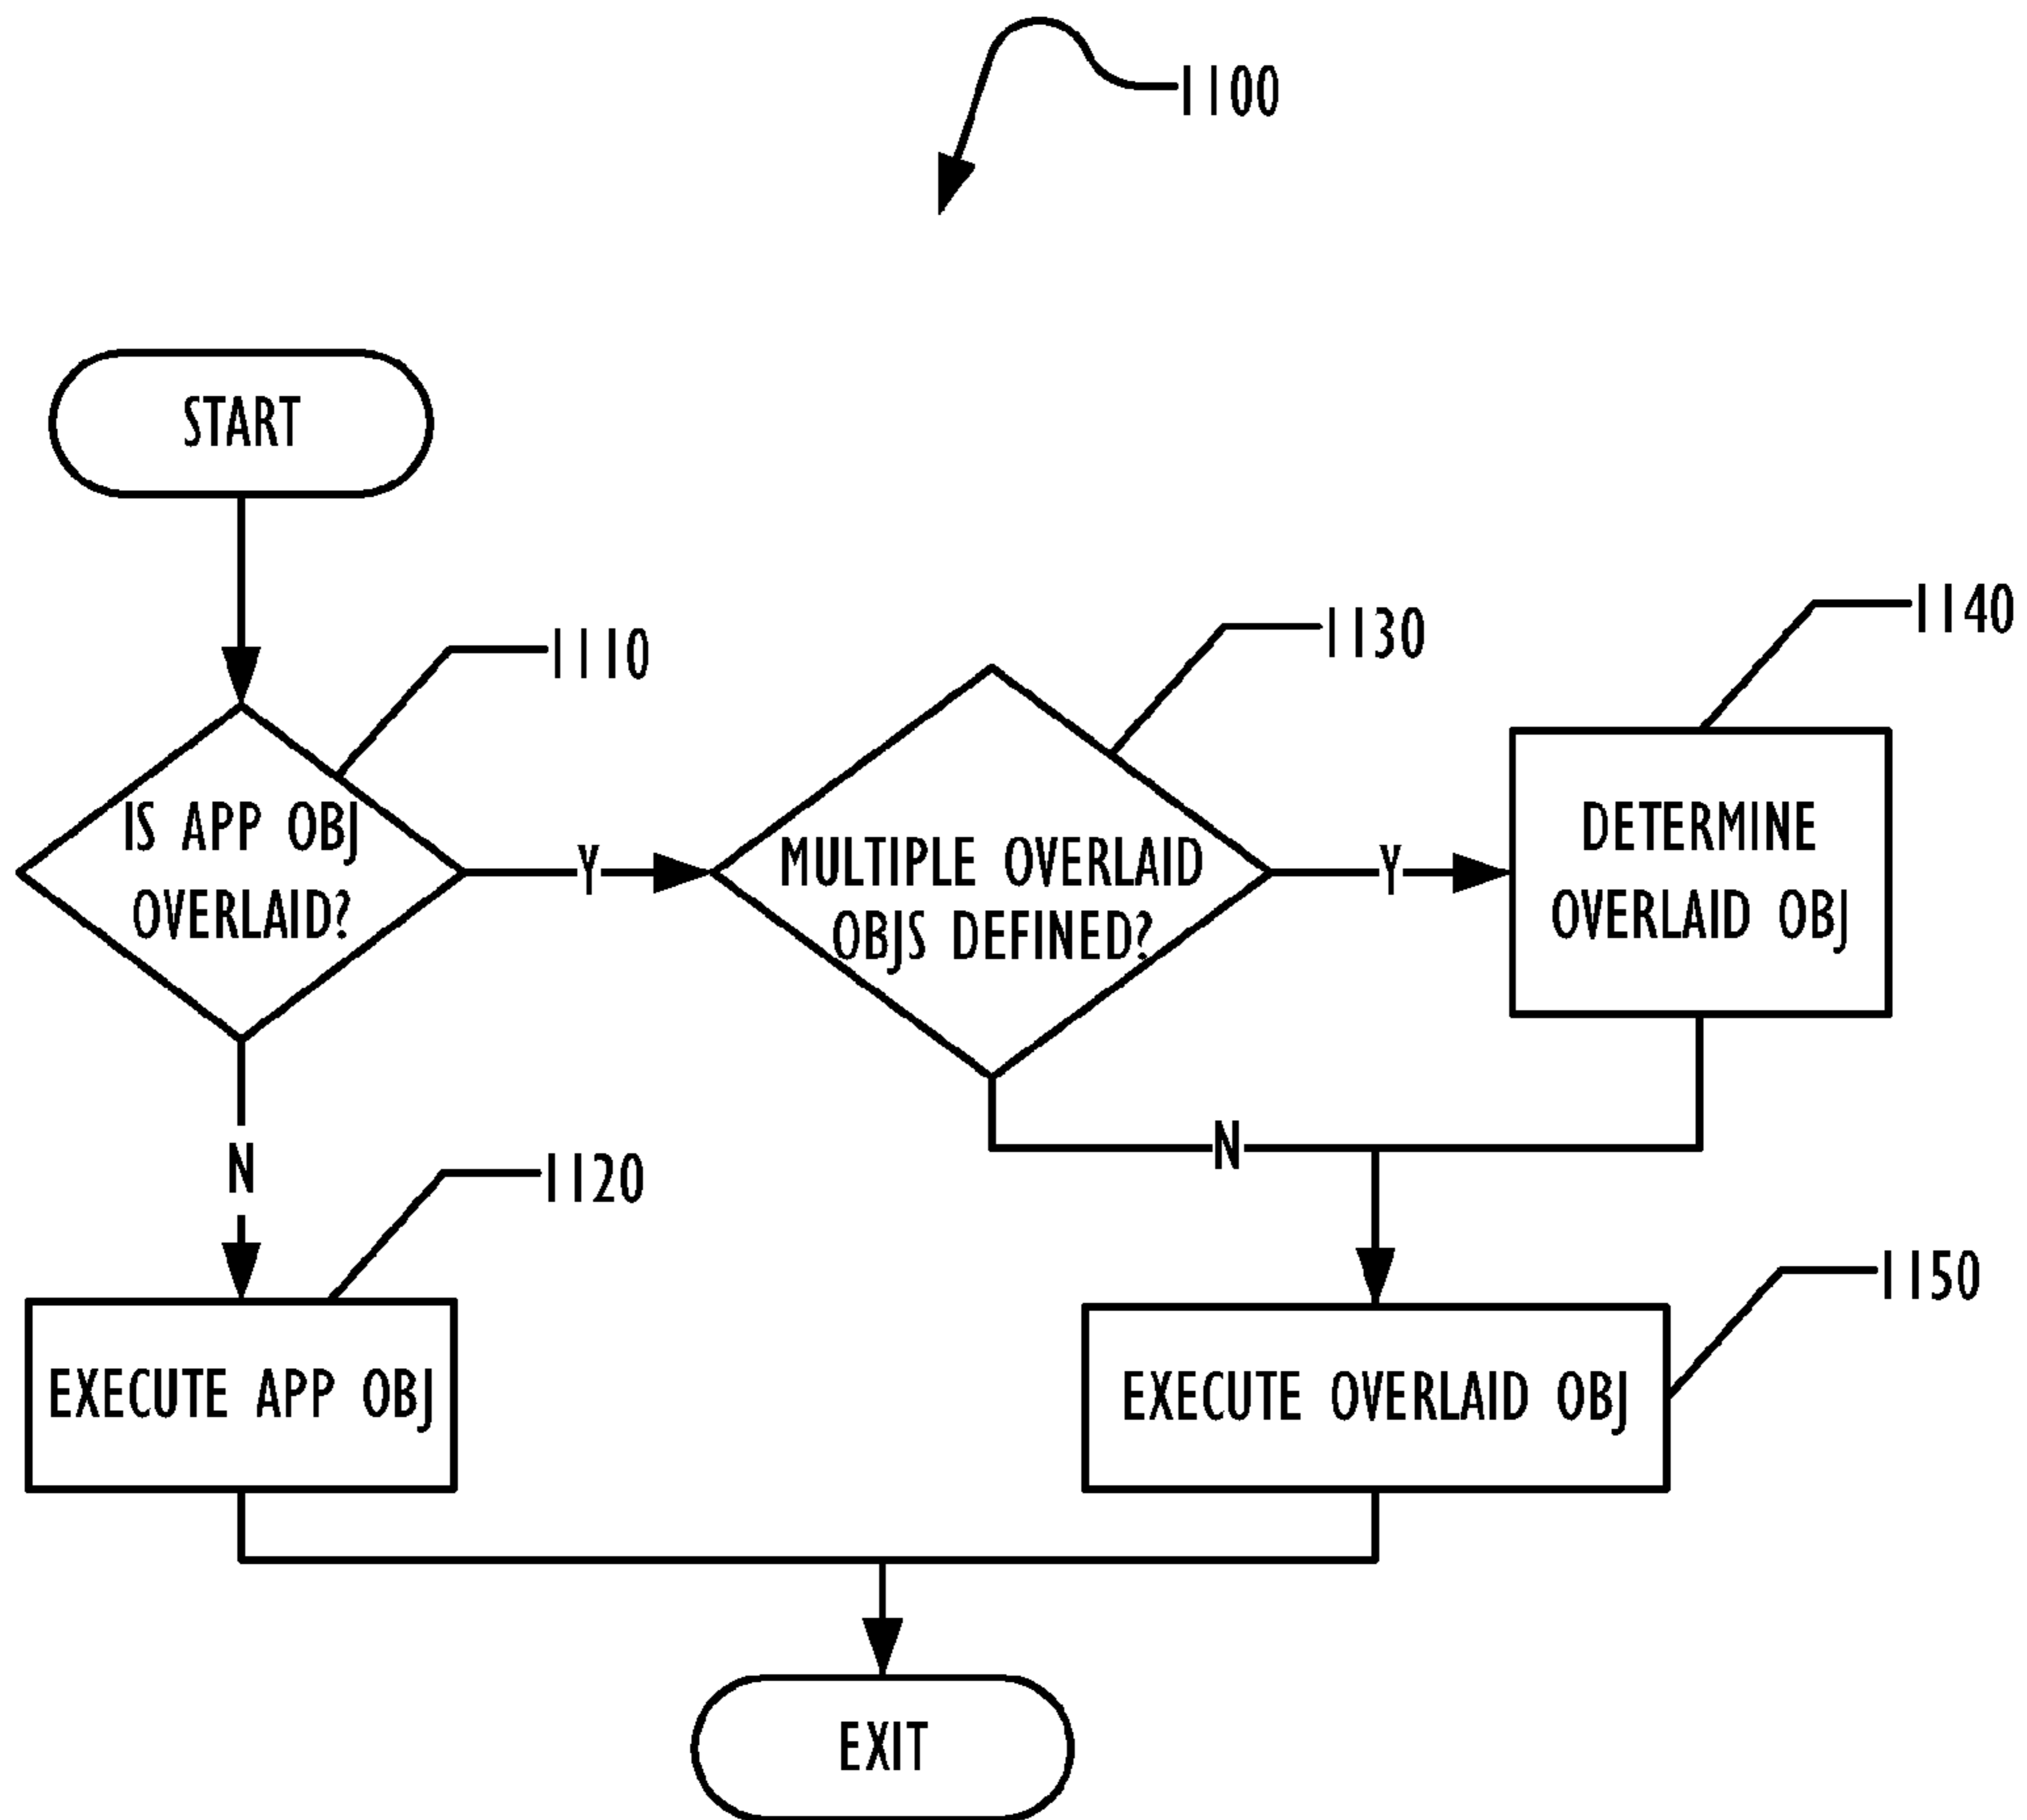 1100
START
1110
1130
1140
IS APP OBJ
OVERLAID?
Y
MULTIPLE OVERLAID
OBJS DEFINED?
Y
DETERMINE
OVERLAID OBJ
N
N
1120
1150
EXECUTE APP OBJ
EXECUTE OVERLAID OBJ
EXIT